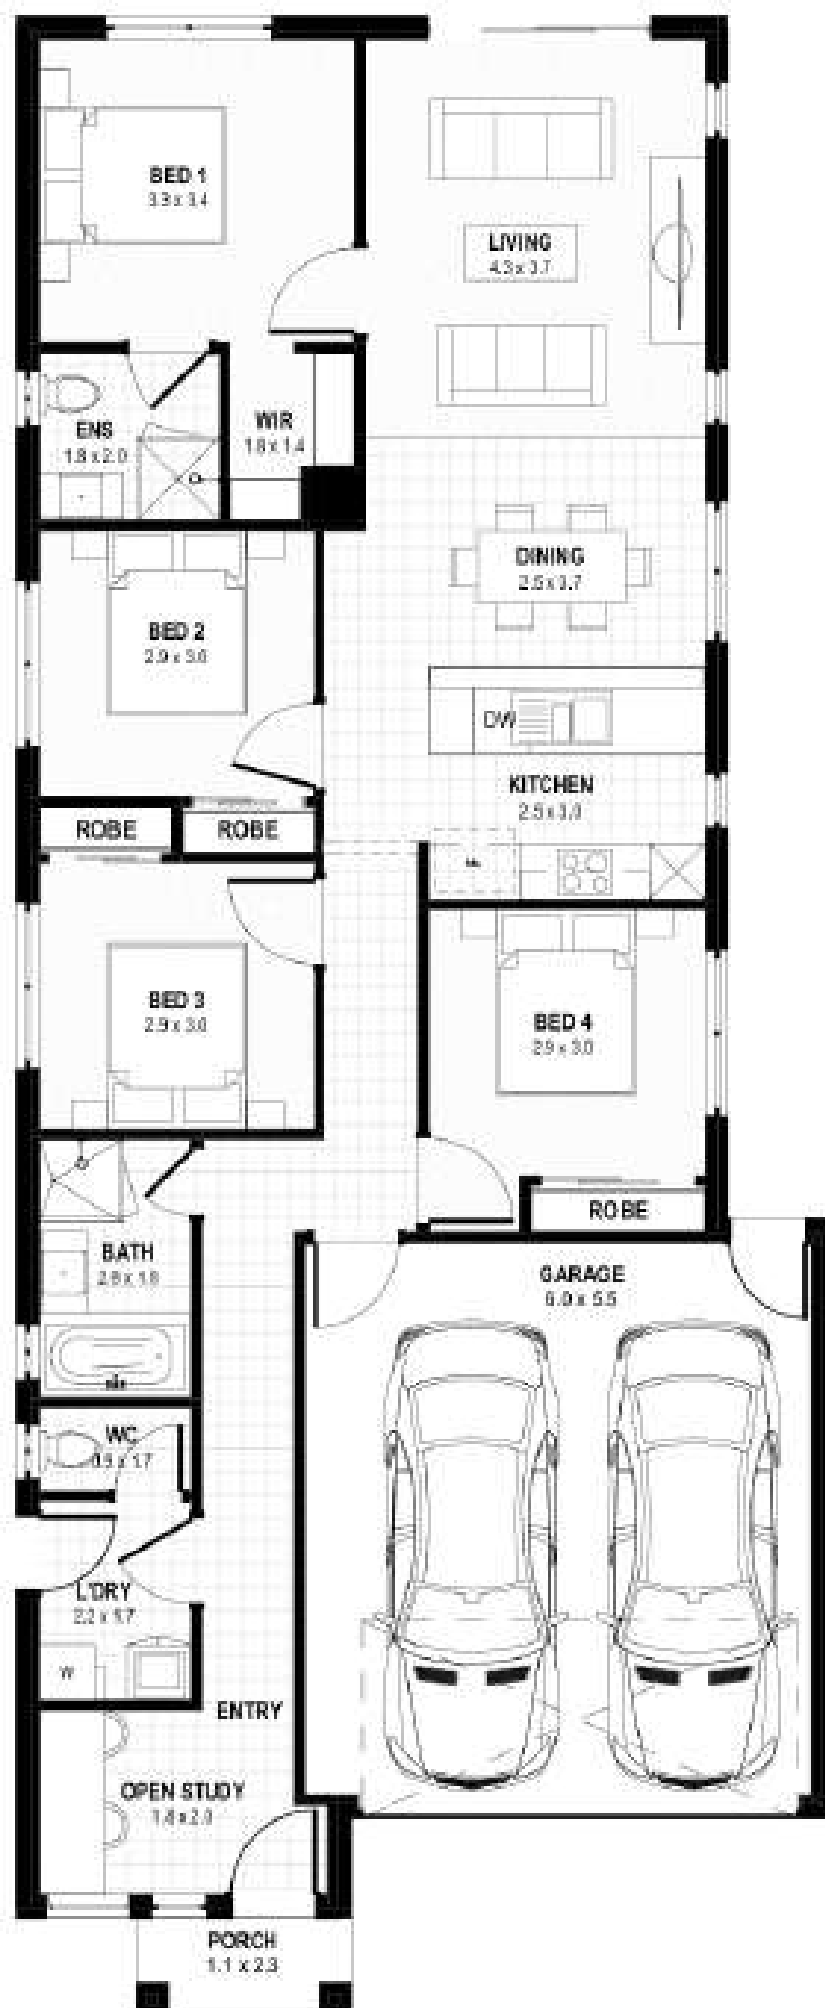 BED 1
3.3 x 3.4
LIVING
4.3 x 3.7
ENS
1.8 x 2.0
WIR
1.8 x 1.4
DINING
2.5 x 3.7
BED 2
2.9 x 3.0
DW
KITCHEN
2.5 x 3.0
ROBE
ROBE
BED 3
2.9 x 3.0
BED 4
2.9 x 3.0
ROBE
BATH
2.8 x 1.8
GARAGE
6.0 x 5.5
WC
x 1.7
L'DRY
2.2 x 1.7
W
ENTRY
OPEN STUDY
1.8 x 2.0
PORCH
1.1 x 2.3